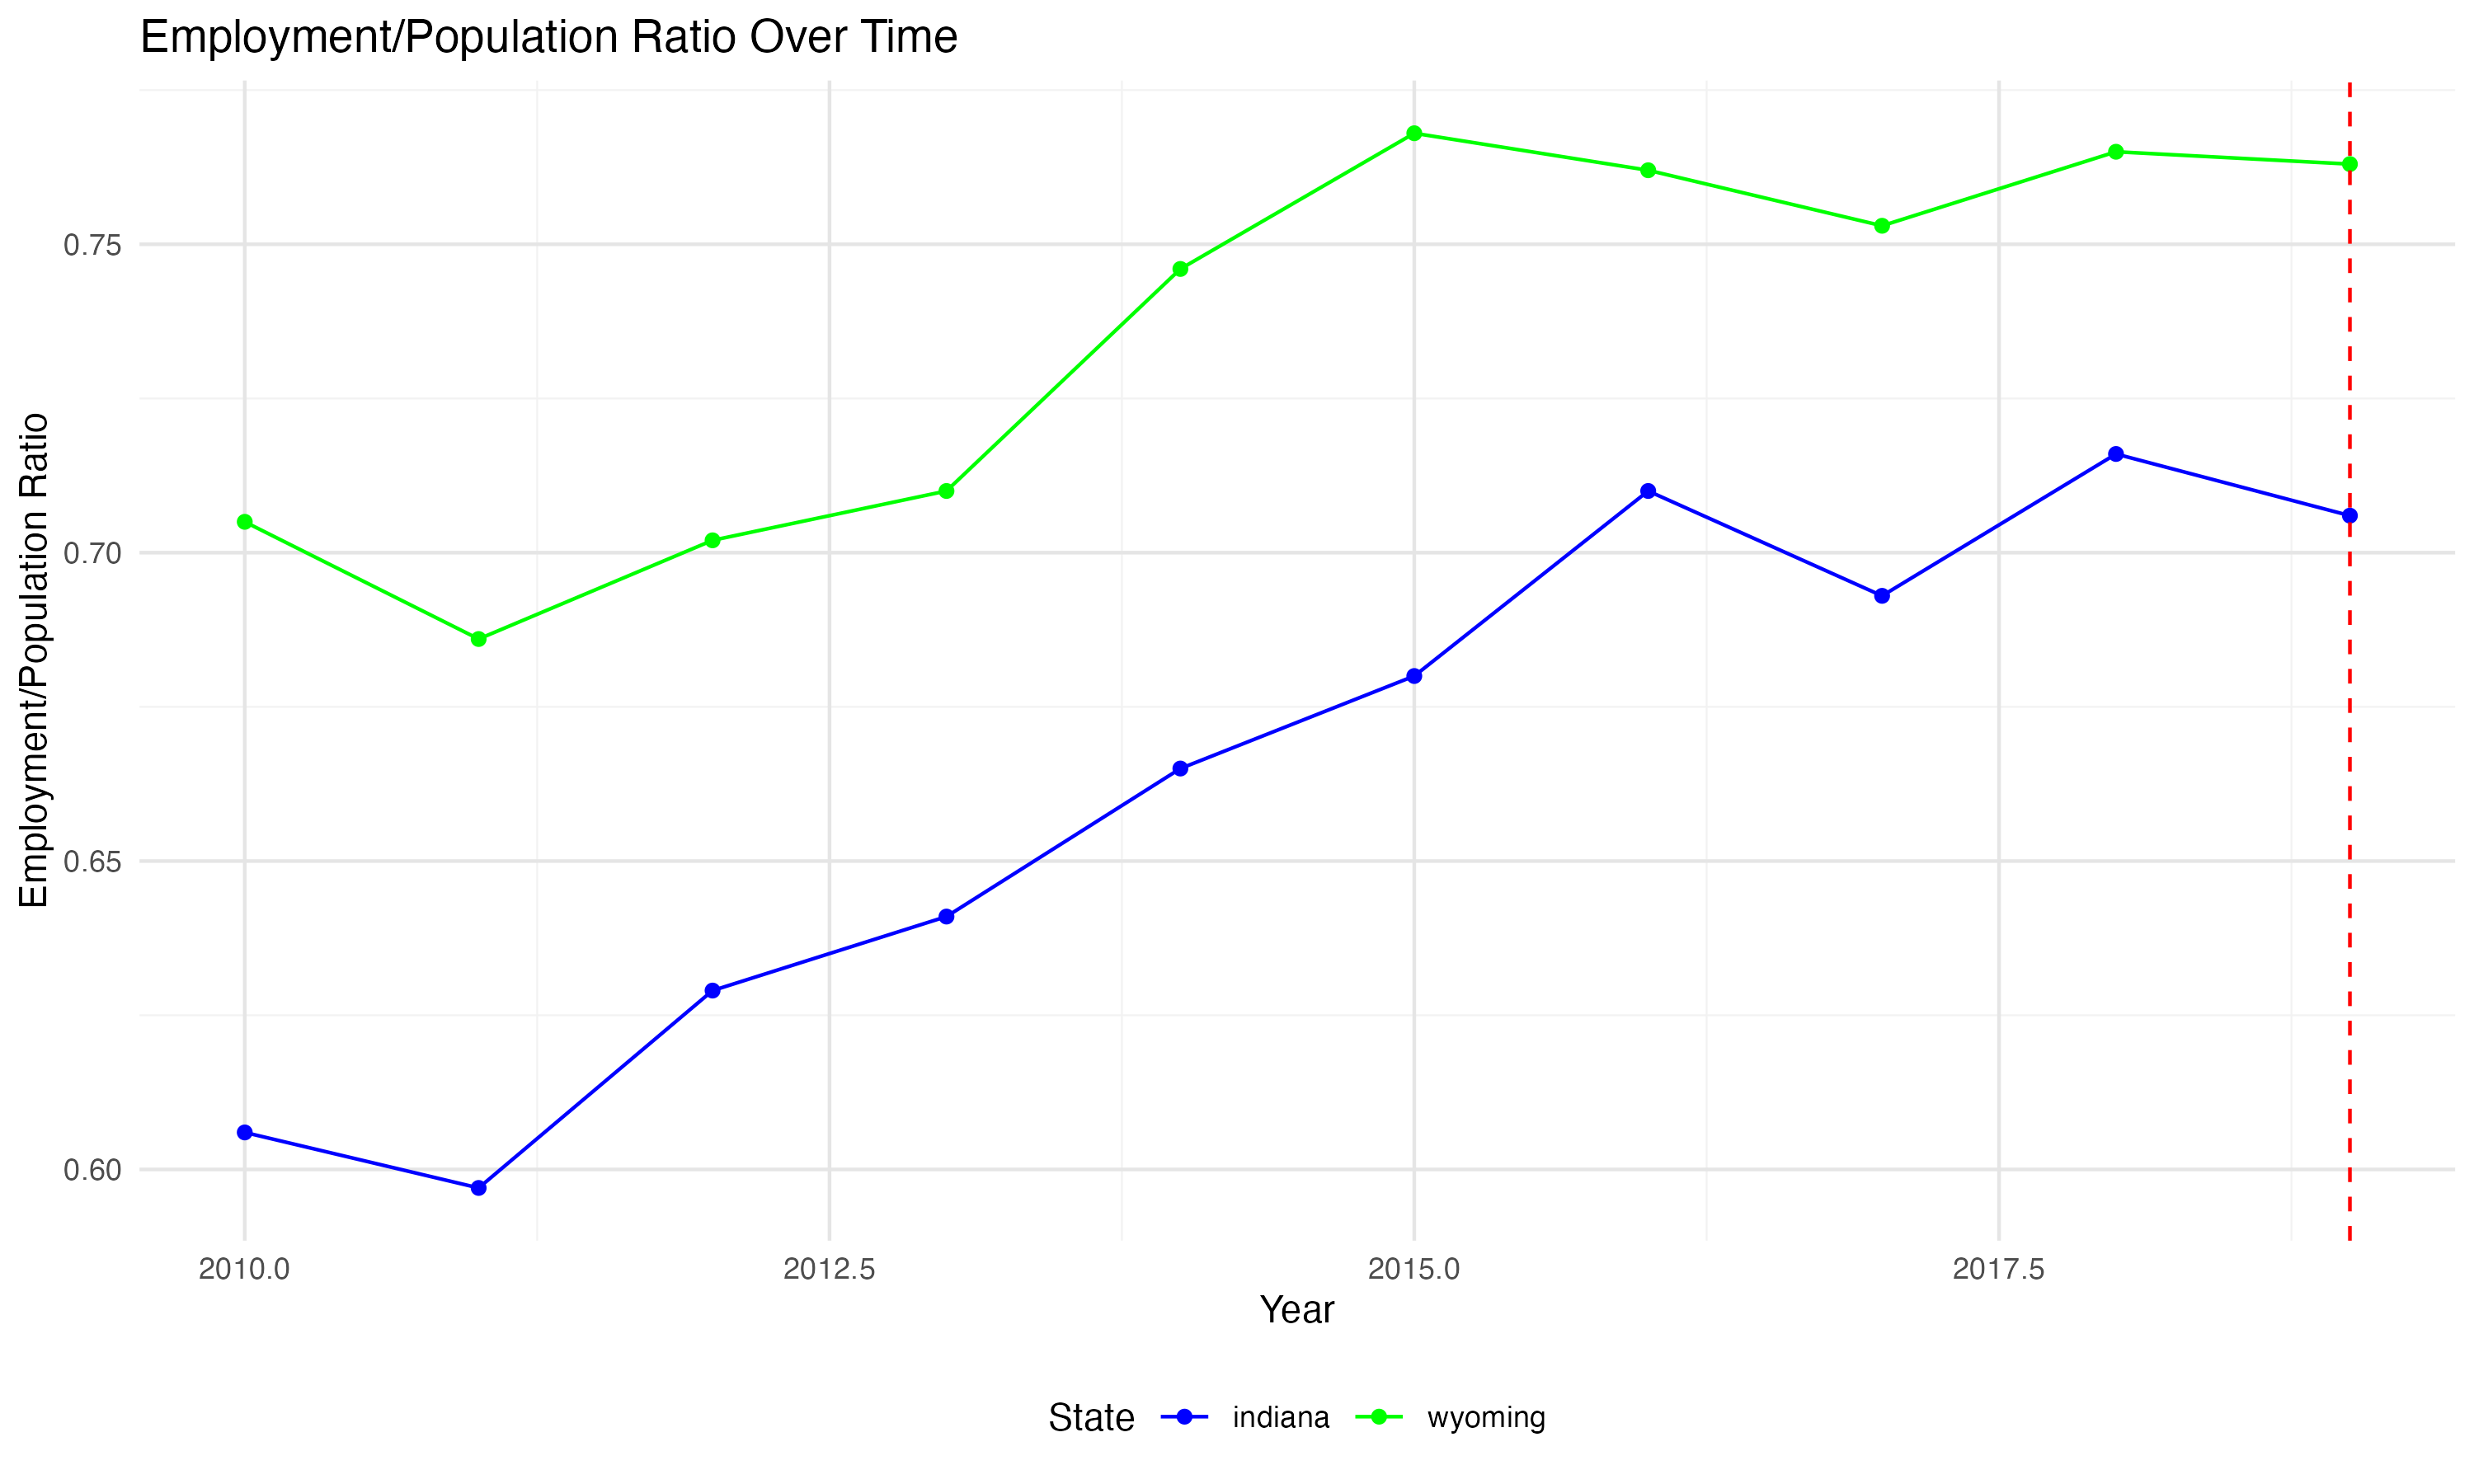 Employment/Population Ratio Over Time
Employment/Population Ratio
0.75
0.70
0.65
0.60
2010.0 2012.5 2015.0 2017.5
Year
State indiana wyoming